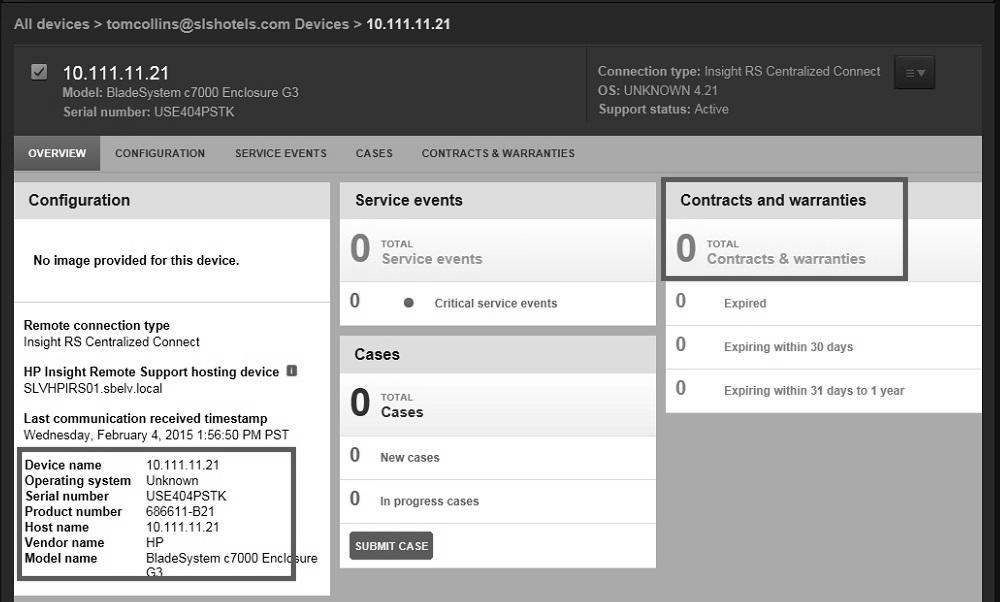 All devices > tomcollins@slshotels.com Devices > 10.111.11.21
10.111.11.21
Model: BladeSystem c7000 Enclosure G3
Serial number: USE404PSTK
Connection type: Insight RS Centralized Connect
OS: UNKNOWN 4.21
Support status: Active
OVERVIEW CONFIGURATION SERVICE EVENTS CASES CONTRACTS & WARRANTIES
Configuration
No image provided for this device.
Remote connection type
Insight RS Centralized Connect
HP Insight Remote Support hosting device i
SLVHPIRS01.sbelv.local
Last communication received timestamp
Wednesday, February 4, 2015 1:56:50 PM PST
Device name 10.111.11.21
Operating system Unknown
Serial number USE404PSTK
Product number 686611-B21
Host name 10.111.11.21
Vendor name HP
Model name BladeSystem c7000 Enclosure
G3
Service events
0 TOTAL
Service events
0 Critical service events
Cases
0 TOTAL
Cases
0 New cases
0 In progress cases
SUBMIT CASE
Contracts and warranties
0 TOTAL
Contracts & warranties
0 Expired
0 Expiring within 30 days
0 Expiring within 31 days to 1 year